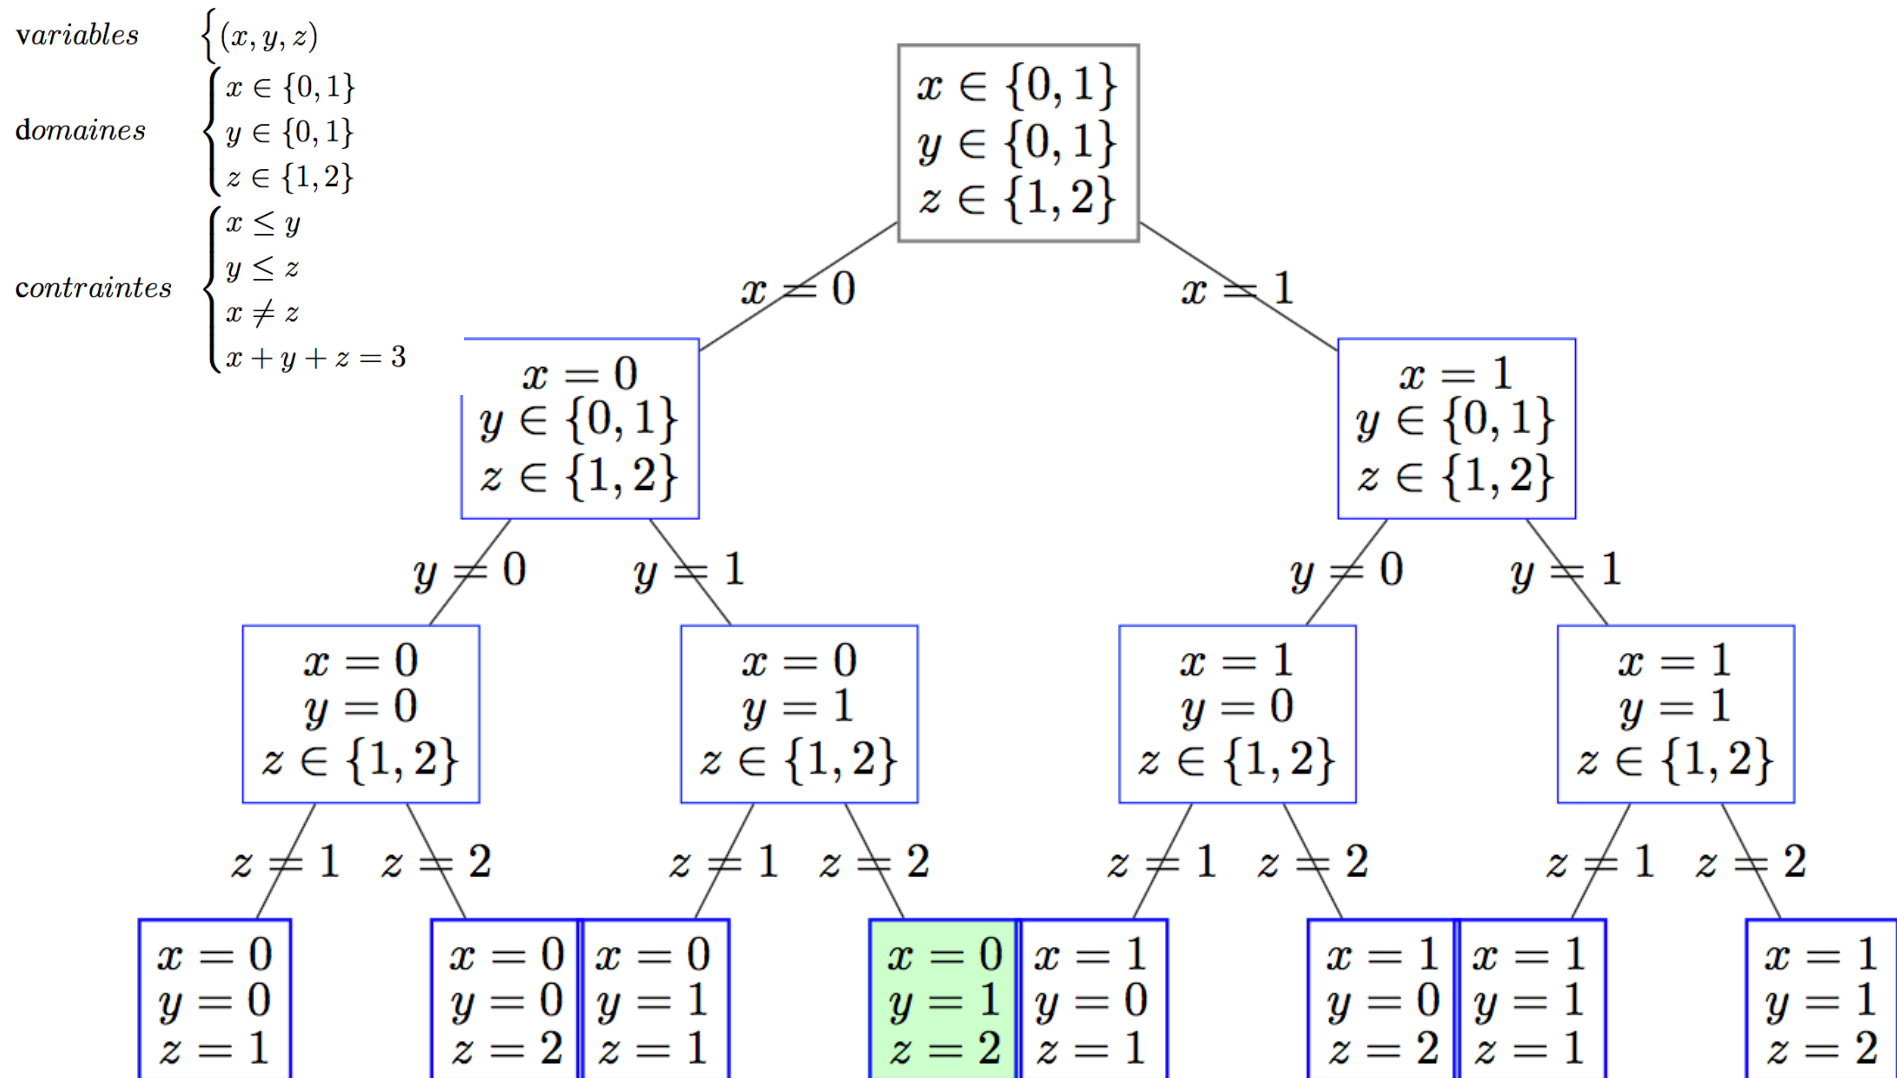 variables {(x, y, z)
x ∈ {0, 1}
domaines { y ∈ {0, 1}
z ∈ {1, 2}
x ≤ y
y ≤ z
contraintes { x ≠ z
x + y + z = 3
x ∈ {0, 1}
y ∈ {0, 1}
z ∈ {1, 2}
x = 0 x = 1
x = 0
y ∈ {0, 1}
z ∈ {1, 2}
x = 1
y ∈ {0, 1}
z ∈ {1, 2}
y = 0 y = 1 y = 0 y = 1
x = 0
y = 0
z ∈ {1, 2}
x = 0
y = 1
z ∈ {1, 2}
x = 1
y = 0
z ∈ {1, 2}
x = 1
y = 1
z ∈ {1, 2}
z = 1 z = 2 z = 1 z = 2 z = 1 z = 2 z = 1 z = 2
x = 0
y = 0
z = 1
x = 0
y = 0
z = 2
x = 0
y = 1
z = 1
x = 0
y = 1
z = 2
x = 1
y = 0
z = 1
x = 1
y = 0
z = 2
x = 1
y = 1
z = 1
x = 1
y = 1
z = 2